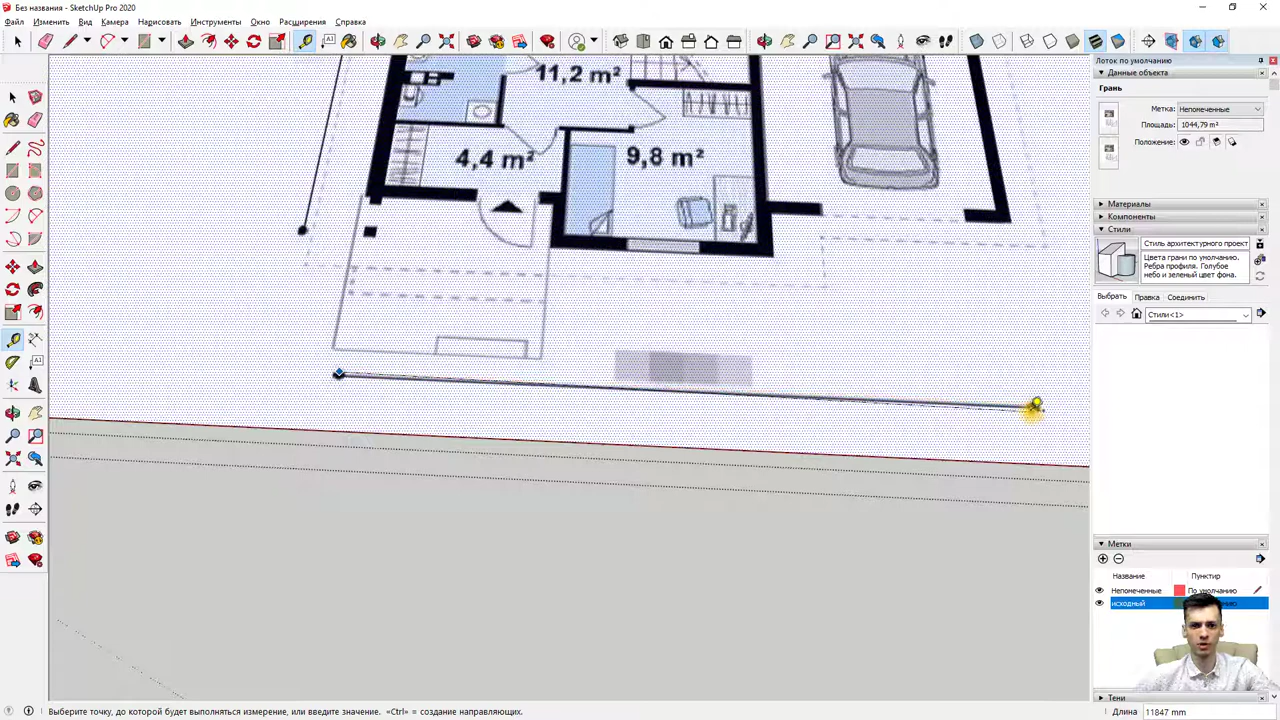 Без названия - SketchUp Pro 2020
Файл Изменить Вид Камера Нарисовать Инструменты Окно Расширения Справка
Лоток по умолчанию
Данные объекта
Грань
Метка: Непомеченные
Площадь: 1044,79 m²
Положение:
11,2 m²
4,4 m²
9,8 m²
Материалы
Компоненты
Стили
Стиль архитектурного проект
Цвета грани по умолчанию.
Ребра профиля. Голубое
небо и зеленый цвет фона.
Выбрать Правка Соединить
Стили<1>
Метки
Название Пунктир
Непомеченные По умолчанию
исходный
Тени
Выберите точку, до которой будет выполняться измерение, или введите значение. «Ctrl» = создание направляющих.
Длина 11847 mm